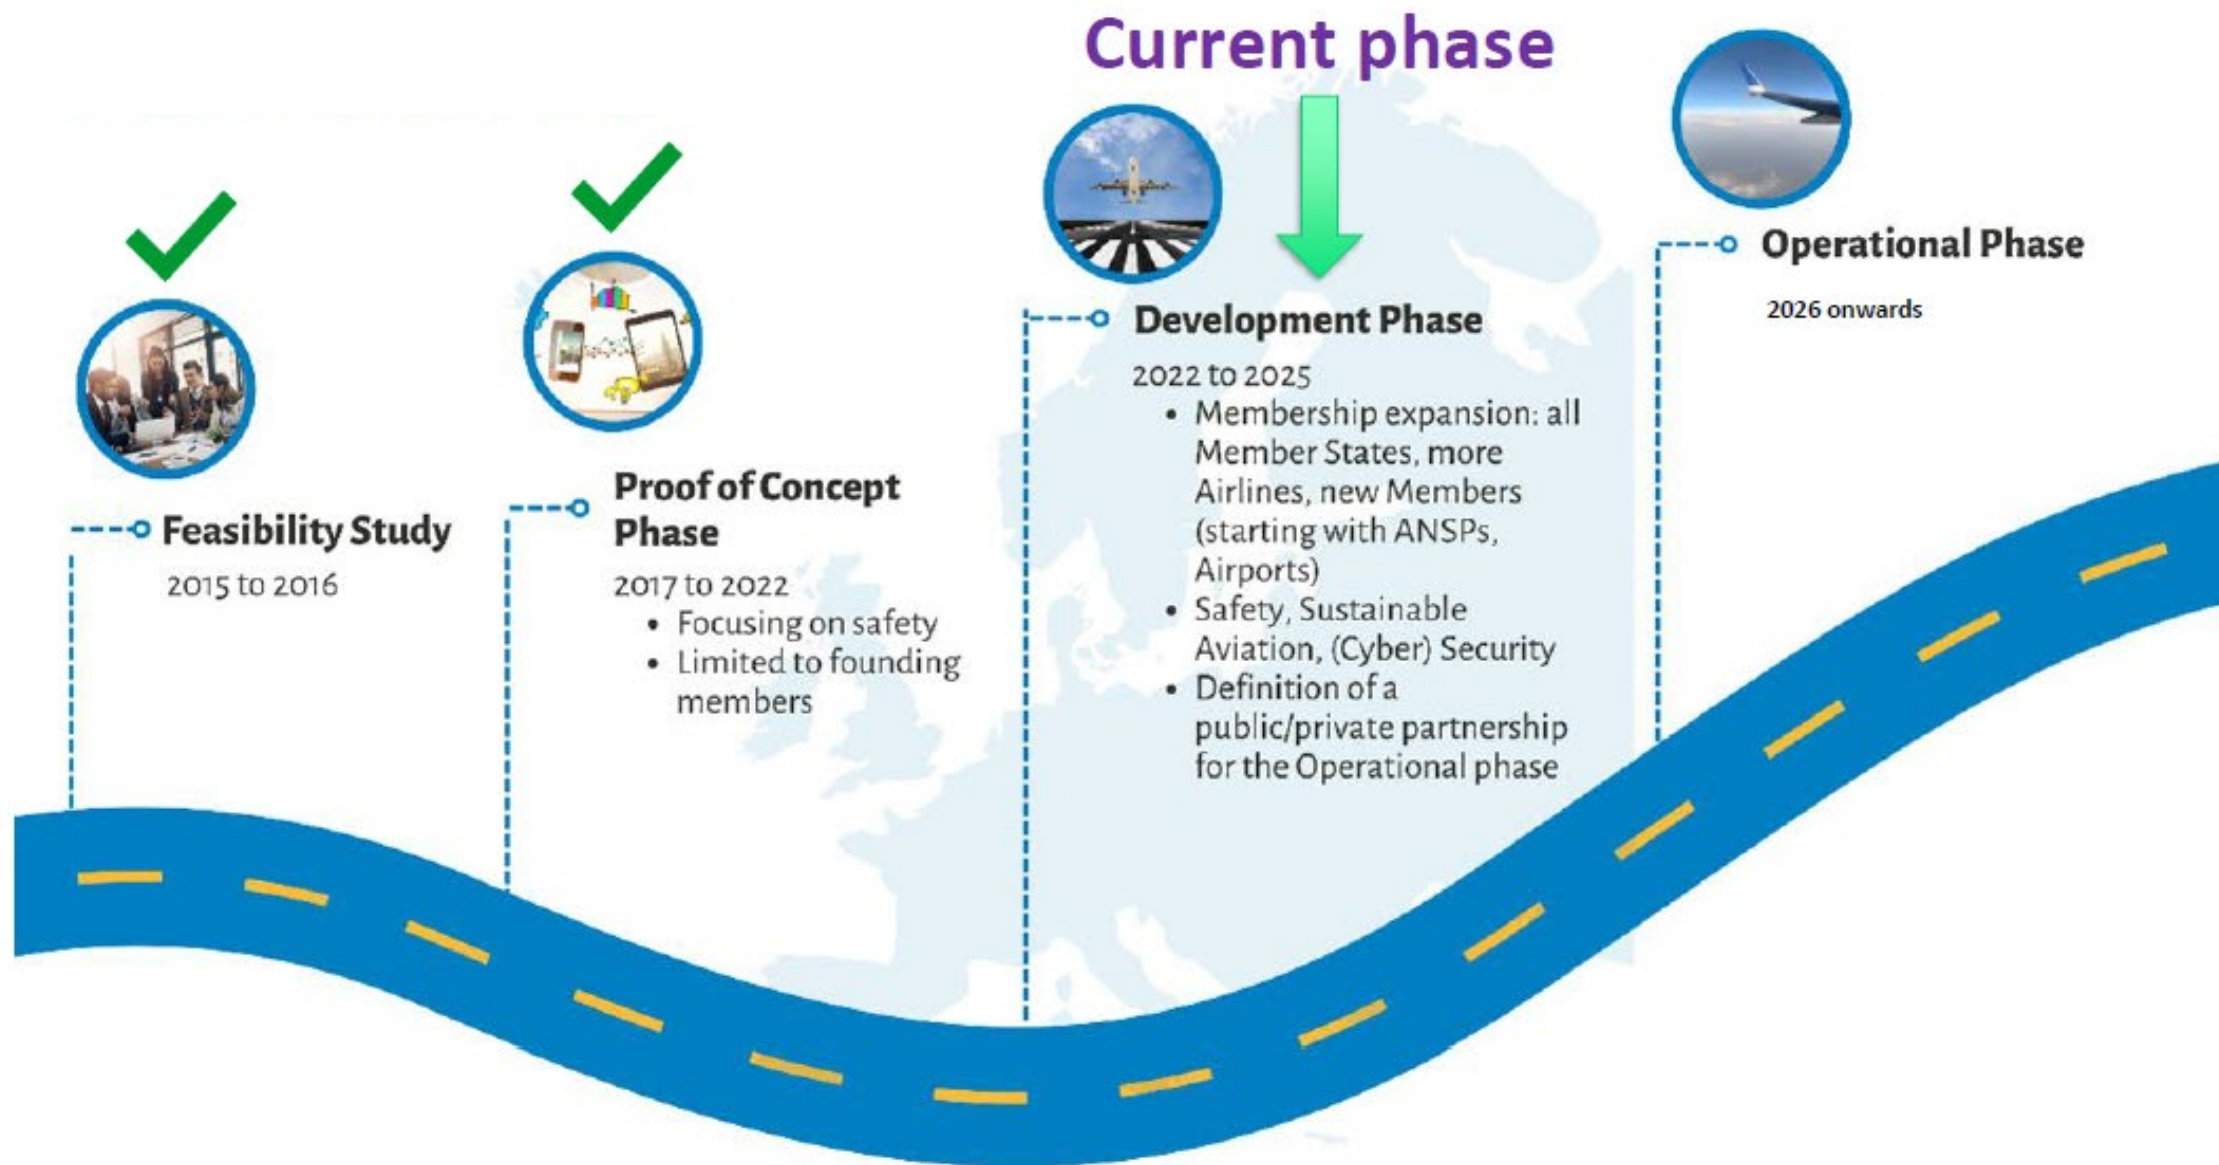 Current phase
Feasibility Study
2015 to 2016
Proof of Concept
Phase
2017 to 2022
• Focusing on safety
• Limited to founding
members
Development Phase
2022 to 2025
• Membership expansion: all
Member States, more
Airlines, new Members
(starting with ANSPs,
Airports)
• Safety, Sustainable
Aviation, (Cyber) Security
• Definition of a
public/private partnership
for the Operational phase
Operational Phase
2026 onwards